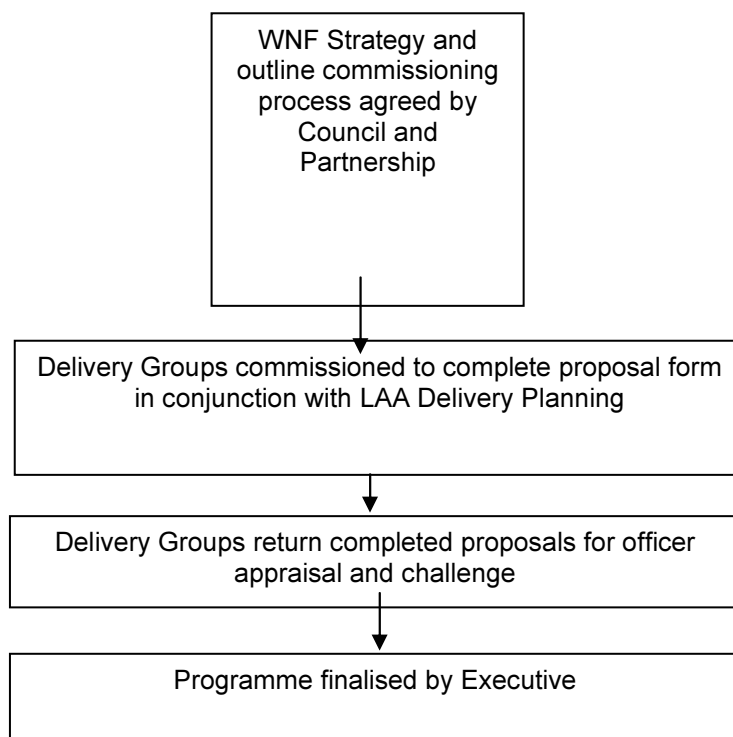 WNF Strategy and
outline commissioning
process agreed by
Council and
Partnership
Delivery Groups commissioned to complete proposal form
in conjunction with LAA Delivery Planning
Delivery Groups return completed proposals for officer
appraisal and challenge
Programme finalised by Executive